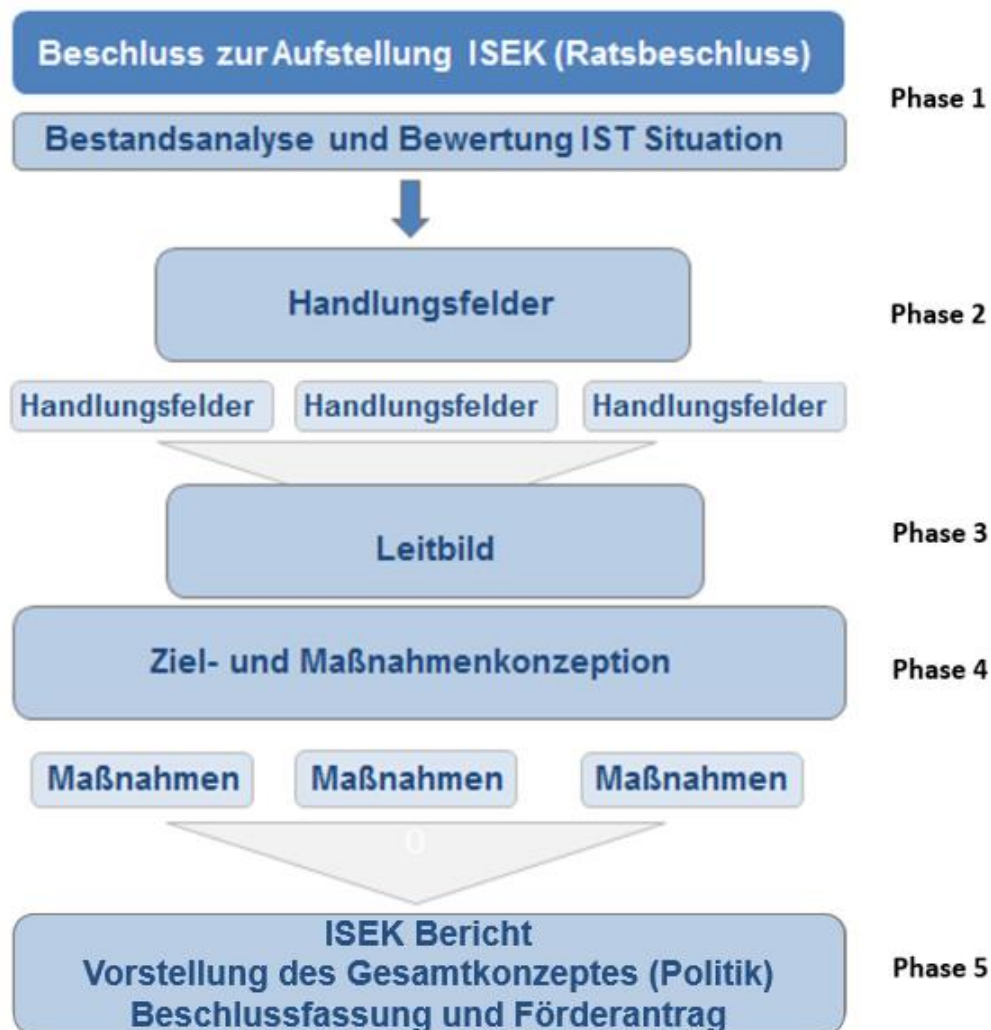 Beschluss zur Aufstellung ISEK (Ratsbeschluss)
Phase 1
Bestandsanalyse und Bewertung IST Situation
Handlungsfelder
Phase 2
Handlungsfelder Handlungsfelder Handlungsfelder
Leitbild
Phase 3
Ziel- und Maßnahmenkonzeption
Phase 4
Maßnahmen Maßnahmen Maßnahmen
0
ISEK Bericht
Vorstellung des Gesamtkonzeptes (Politik)
Phase 5
Beschlussfassung und Förderantrag